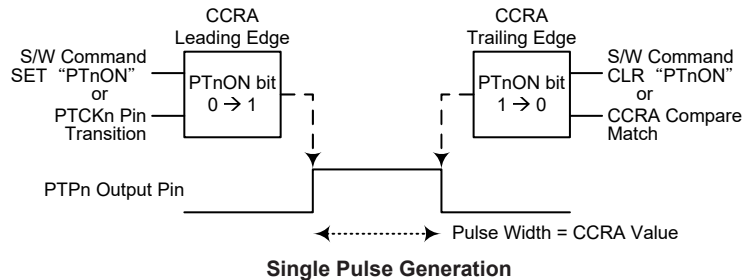 CCRA
Leading Edge
S/W Command
SET “PTnON”
or
PTCKn Pin
Transition
PTnON bit
0 → 1
CCRA
Trailing Edge
PTnON bit
1 → 0
S/W Command
CLR “PTnON”
or
CCRA Compare
Match
PTPn Output Pin
Pulse Width = CCRA Value
Single Pulse Generation